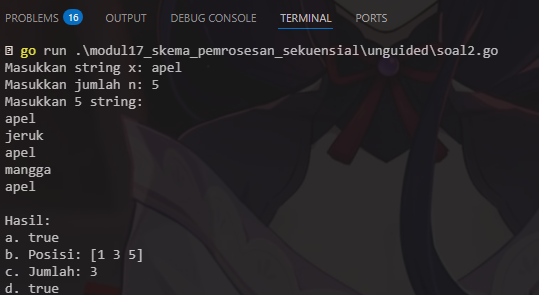 PROBLEMS 16 OUTPUT DEBUG CONSOLE TERMINAL PORTS
go run .\modul17_skema_pemrosesan_sekuensial\unguided\soal2.go
Masukkan string x: apel
Masukkan jumlah n: 5
Masukkan 5 string:
apel
jeruk
apel
mangga
apel
Hasil:
a. true
b. Posisi: [1 3 5]
c. Jumlah: 3
d. true